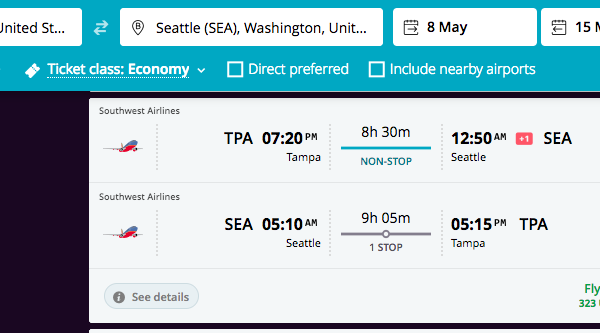 United St...
B Seattle (SEA), Washington, Unit...
8 May
15 M
Ticket class: Economy
Direct preferred
Include nearby airports
Southwest Airlines
TPA 07:20 PM
Tampa
8h 30m
NON-STOP
12:50 AM +1 SEA
Seattle
Southwest Airlines
SEA 05:10 AM
Seattle
9h 05m
1 STOP
05:15 PM TPA
Tampa
i See details
Fly
323